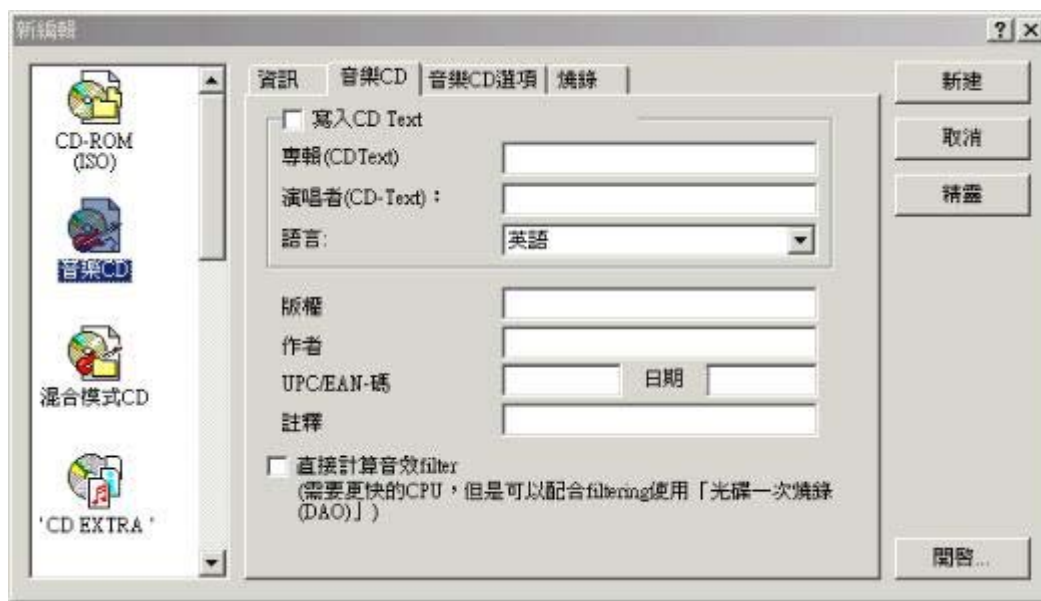 新編輯
CD-ROM
(ISO)
音樂CD
混合模式CD
'CD EXTRA'
資訊 音樂CD 音樂CD選項 燒錄
寫入CD Text
專輯(CDText)
演唱者(CD-Text)：
語言: 英語
版權
作者
UPC/EAN-碼 日期
註釋
直接計算音效filter
(需要更快的CPU，但是可以配合filtering使用「光碟一次燒錄
(DAO)」)
新建
取消
精靈
開啓...